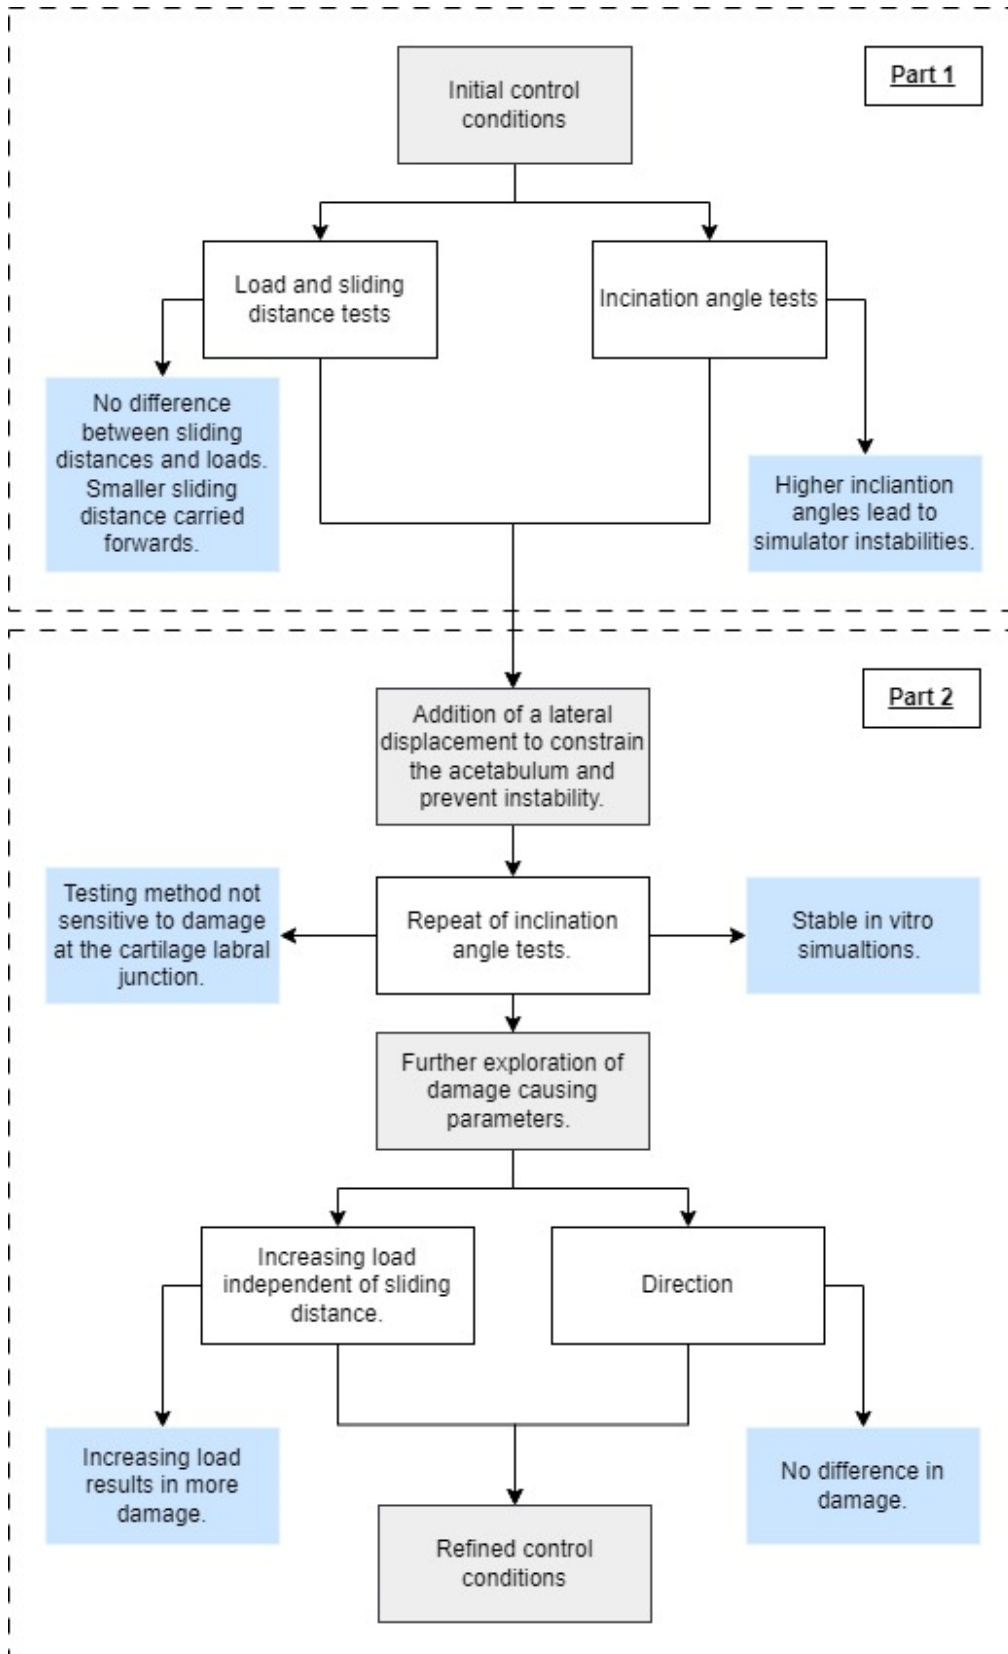 Part 1
Initial control
conditions
Load and sliding
distance tests
Incination angle tests
No difference
between sliding
distances and loads.
Smaller sliding
distance carried
forwards.
Higher incliantion
angles lead to
simulator instabilities.
Part 2
Addition of a lateral
displacement to constrain
the acetabulum and
prevent instability.
Testing method not
sensitive to damage
at the cartilage labral
junction.
Repeat of inclination
angle tests.
Stable in vitro
simualtions.
Further exploration of
damage causing
parameters.
Increasing load
independent of sliding
distance.
Direction
Increasing load
results in more
damage.
No difference in
damage.
Refined control
conditions